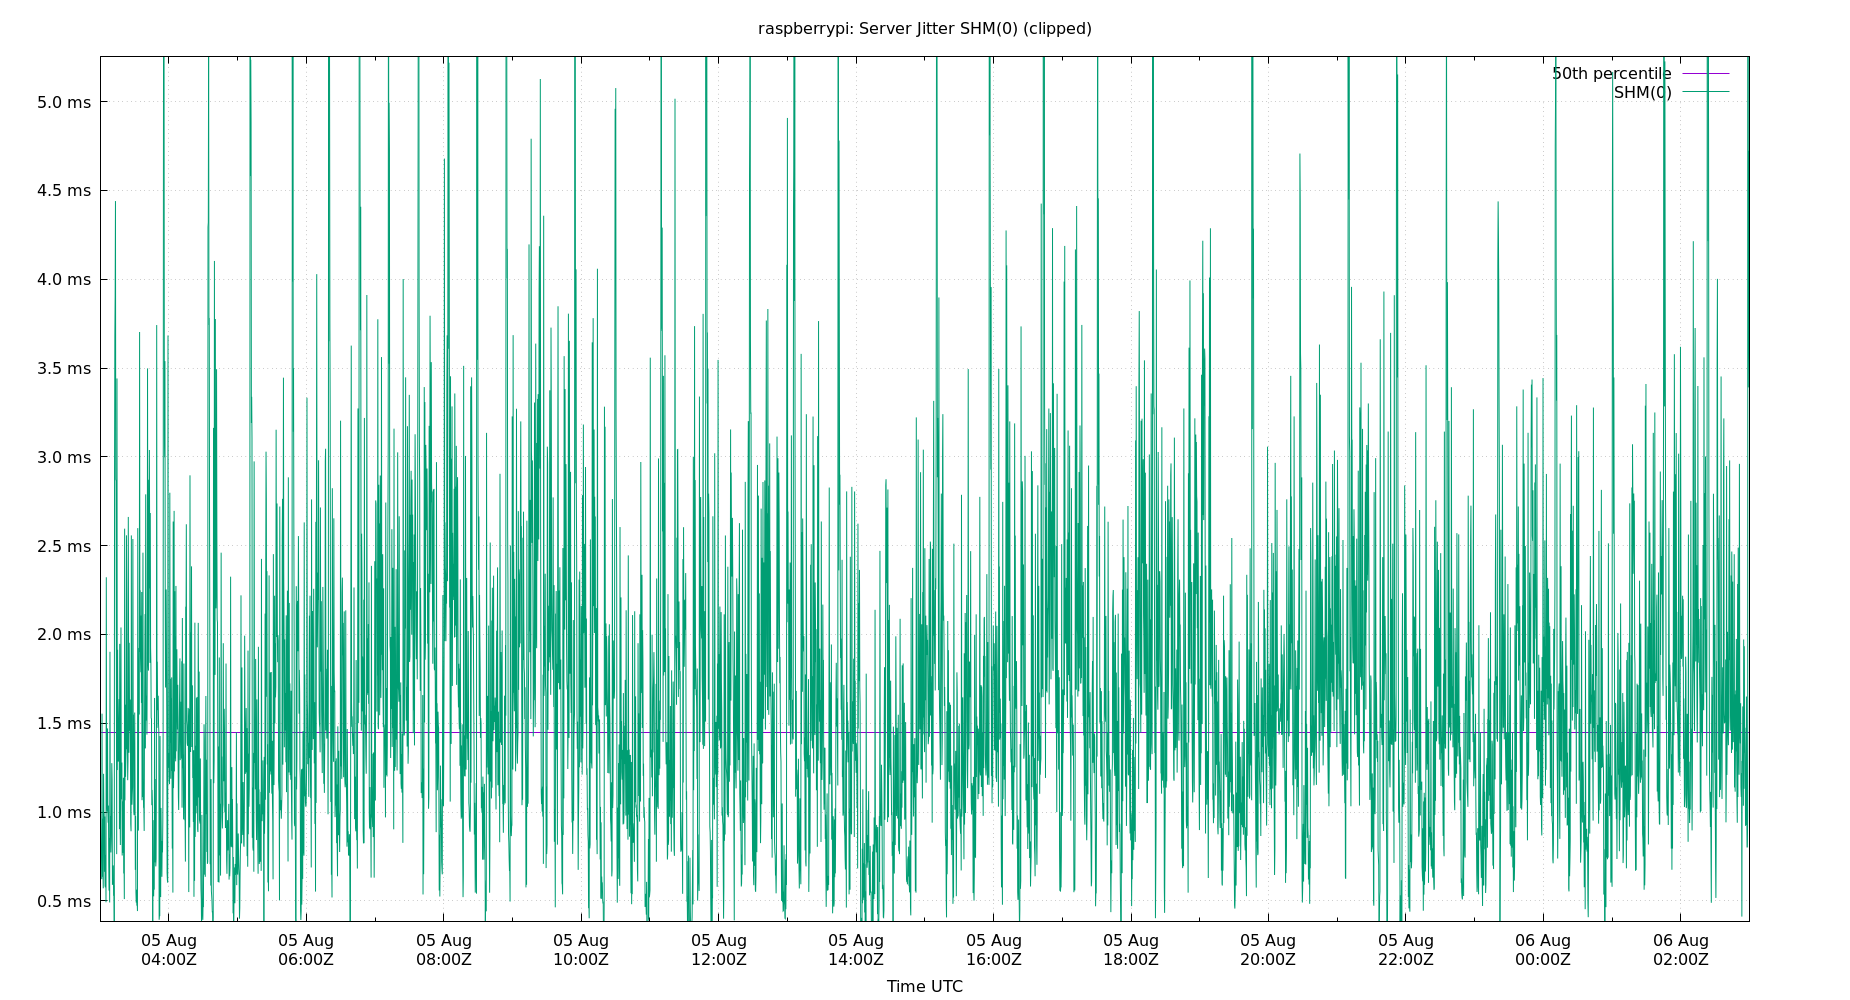 raspberrypi: Server Jitter SHM(0) (clipped)
50th percentile
SHM(0)
5.0 ms
4.5 ms
4.0 ms
3.5 ms
3.0 ms
2.5 ms
2.0 ms
1.5 ms
1.0 ms
0.5 ms
05 Aug 05 Aug 05 Aug 05 Aug 05 Aug 05 Aug 05 Aug 05 Aug 05 Aug 05 Aug 06 Aug 06 Aug
04:00Z 06:00Z 08:00Z 10:00Z 12:00Z 14:00Z 16:00Z 18:00Z 20:00Z 22:00Z 00:00Z 02:00Z
Time UTC